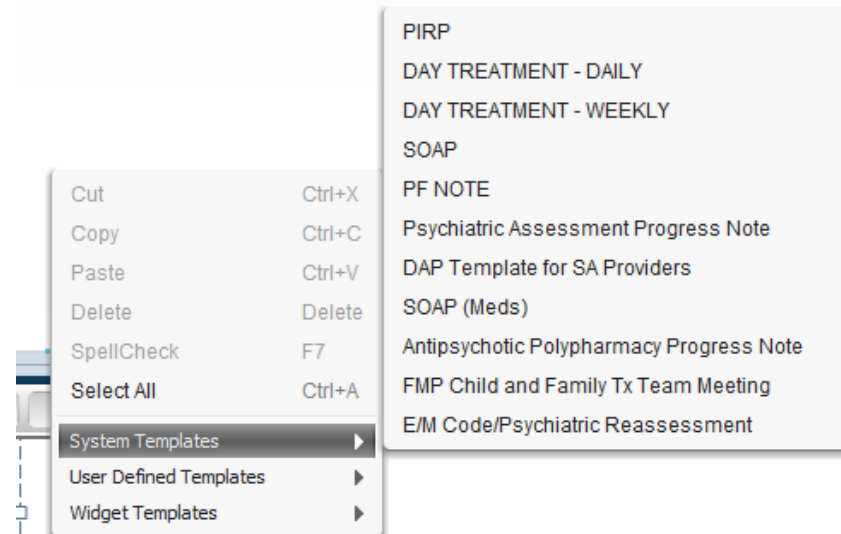 Cut Ctrl+X
Copy Ctrl+C
Paste Ctrl+V
Delete Delete
SpellCheck F7
Select All Ctrl+A
System Templates
User Defined Templates
Widget Templates
PIRP
DAY TREATMENT - DAILY
DAY TREATMENT - WEEKLY
SOAP
PF NOTE
Psychiatric Assessment Progress Note
DAP Template for SA Providers
SOAP (Meds)
Antipsychotic Polypharmacy Progress Note
FMP Child and Family Tx Team Meeting
E/M Code/Psychiatric Reassessment